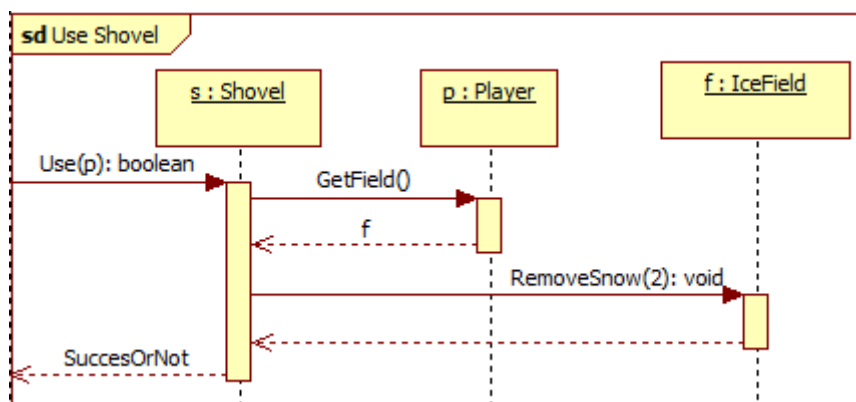 sd Use Shovel
s : Shovel
p : Player
f : IceField
Use(p): boolean
GetField()
f
RemoveSnow(2): void
SuccesOrNot